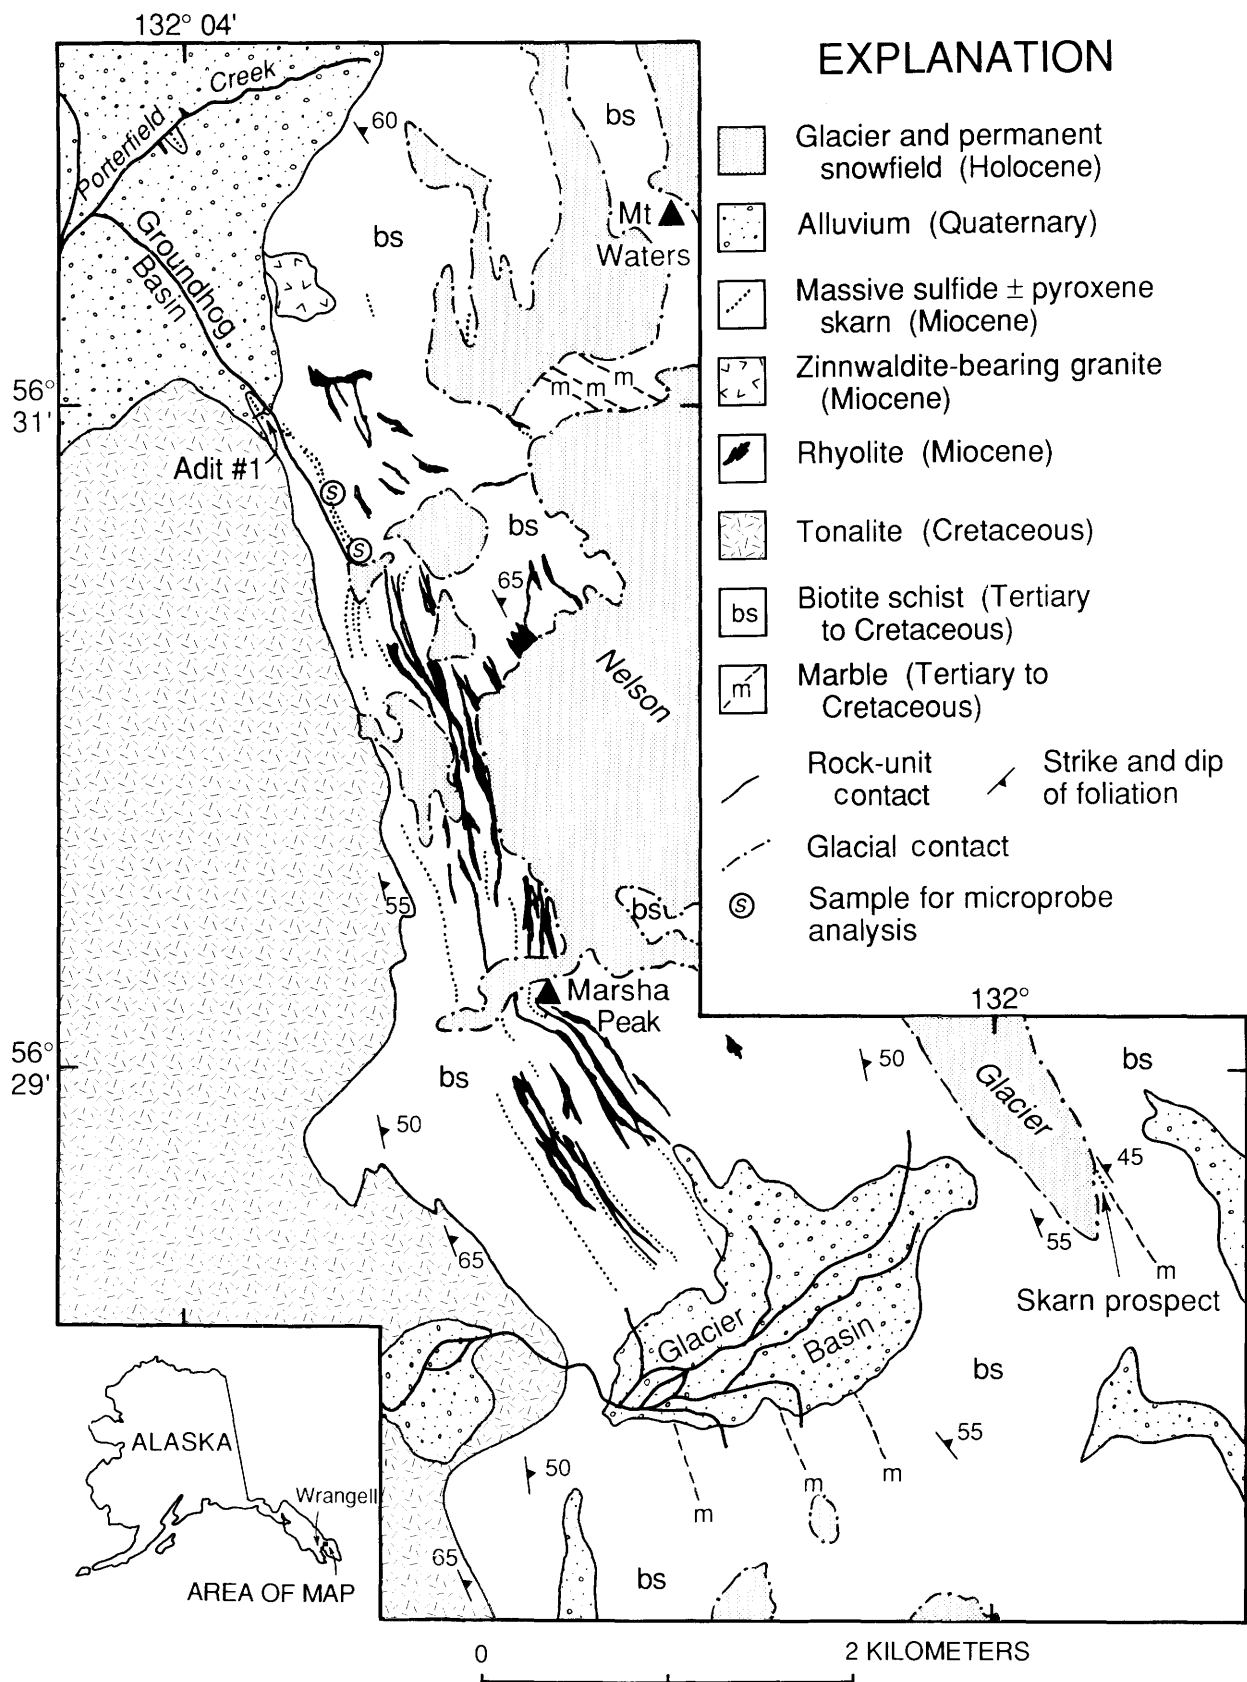 132° 04'
EXPLANATION
Glacier and permanent
snowfield (Holocene)
Alluvium (Quaternary)
Massive sulfide ± pyroxene
skarn (Miocene)
Zinnwaldite-bearing granite
(Miocene)
Rhyolite (Miocene)
Tonalite (Cretaceous)
bs
Biotite schist (Tertiary
to Cretaceous)
m
Marble (Tertiary to
Cretaceous)
Rock-unit
contact
Strike and dip
of foliation
Glacial contact
S
Sample for microprobe
analysis
Porterfield Creek
60
bs
Mt
Waters
bs
Groundhog
Basin
56°
31'
m
m
m
Adit #1
S
S
bs
65
Nelson
55
bs
Marsha
Peak
132°
56°
29'
bs
50
Glacier
bs
50
45
65
55
m
Skarn prospect
Glacier
Basin
bs
55
50
m
m
m
65
bs
ALASKA
Wrangell
AREA OF MAP
0
2 KILOMETERS